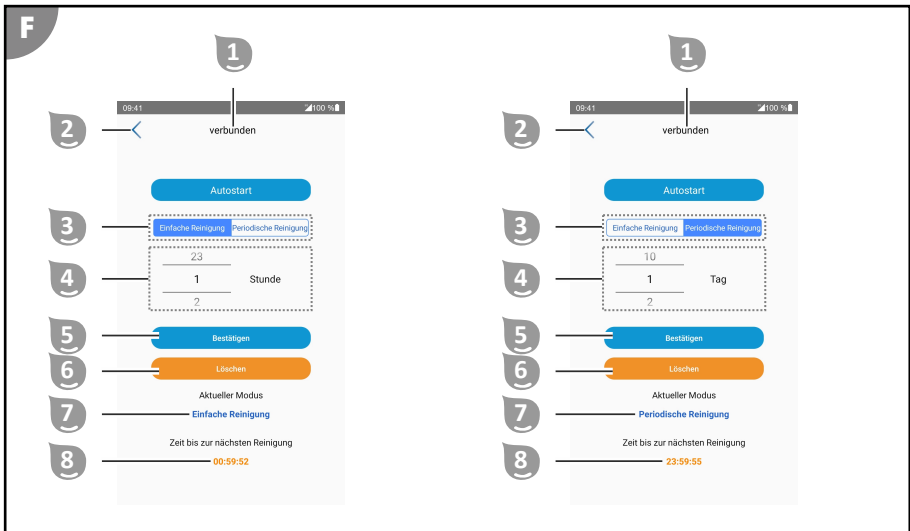 F
1
09:41 100 %
2
verbunden
Autostart
3
Einfache Reinigung Periodische Reinigung
4
23
1 Stunde
2
5
Bestätigen
6
Löschen
Aktueller Modus
7
Einfache Reinigung
Zeit bis zur nächsten Reinigung
8
00:59:52
1
09:41 100 %
2
verbunden
Autostart
3
Einfache Reinigung Periodische Reinigung
4
10
1 Tag
2
5
Bestätigen
6
Löschen
Aktueller Modus
7
Periodische Reinigung
Zeit bis zur nächsten Reinigung
8
23:59:55